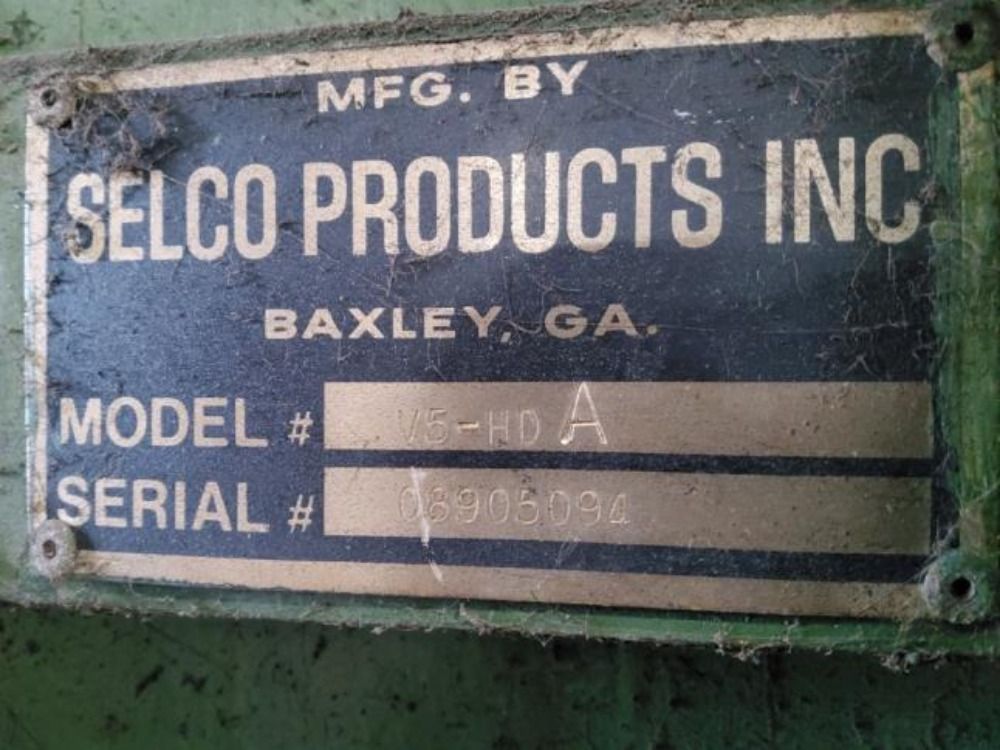 MFG. BY
SELCO PRODUCTS INC
BAXLEY, GA.
MODEL # V5-HD A
SERIAL # 08905094